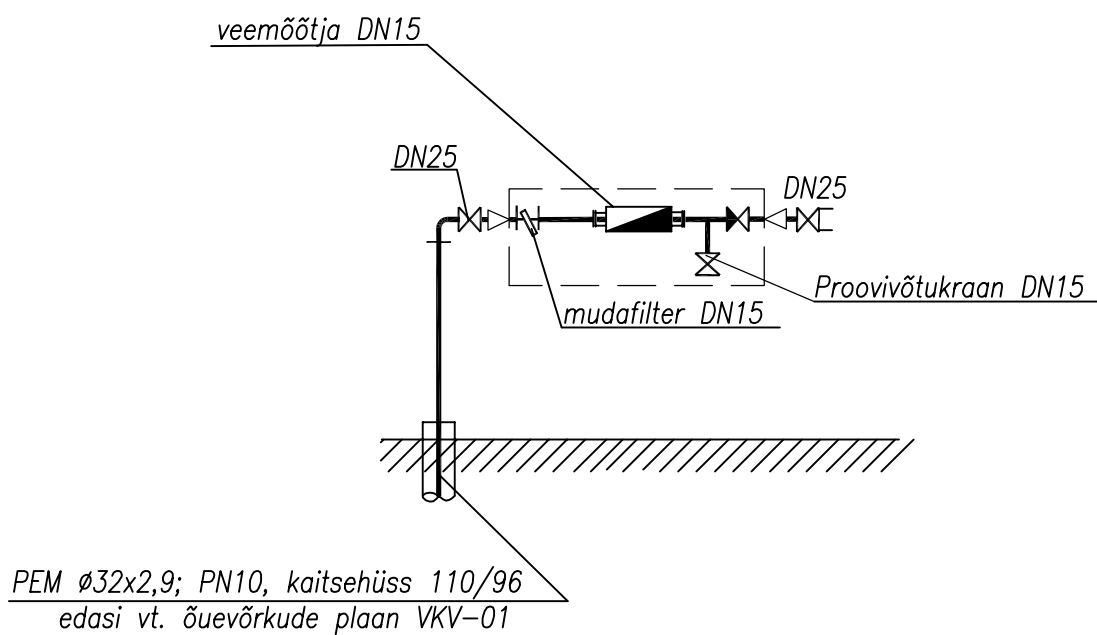 veemõõtja DN15
DN25
DN25
Proovivõtukraan DN15
mudafilter DN15
PEM ø32x2,9; PN10, kaitsehüss 110/96
edasi vt. õuevõrkude plaan VKV-01